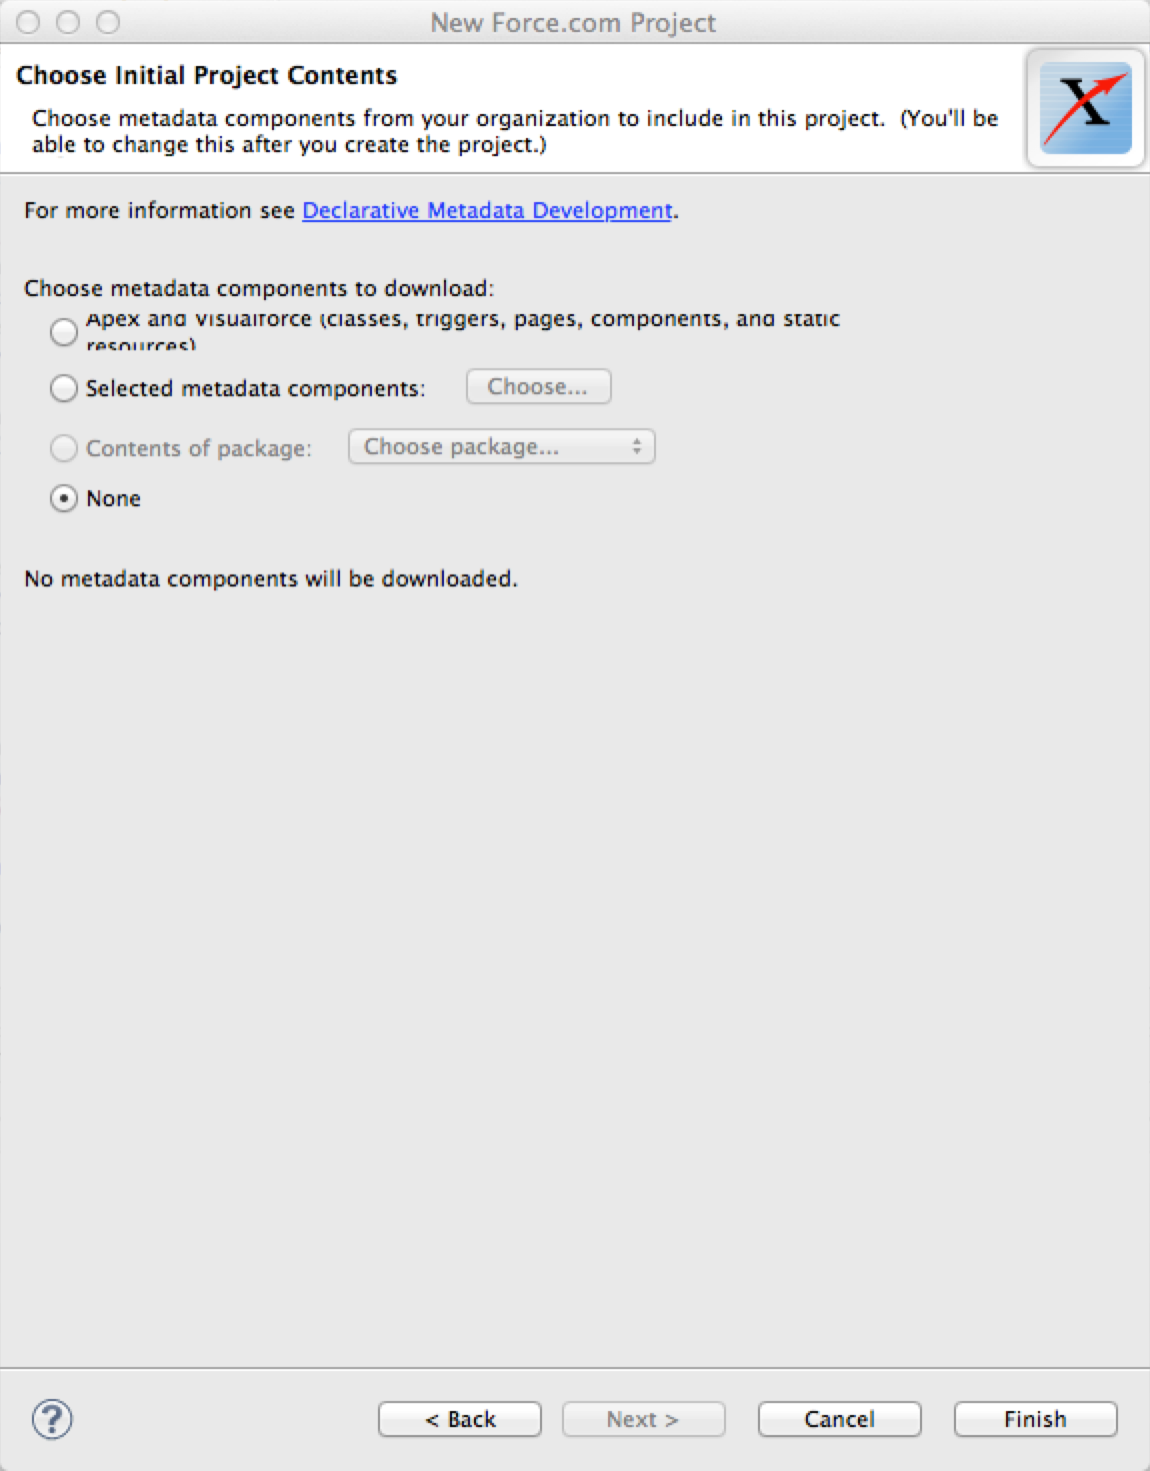 New Force.com Project
Choose Initial Project Contents
Choose metadata components from your organization to include in this project.  (You'll be
able to change this after you create the project.)
X
For more information see Declarative Metadata Development.
Choose metadata components to download:
Apex and Visualforce (classes, triggers, pages, components, and static
resources)
Selected metadata components:
Choose...
Contents of package:
Choose package...
None
No metadata components will be downloaded.
?
< Back
Next >
Cancel
Finish